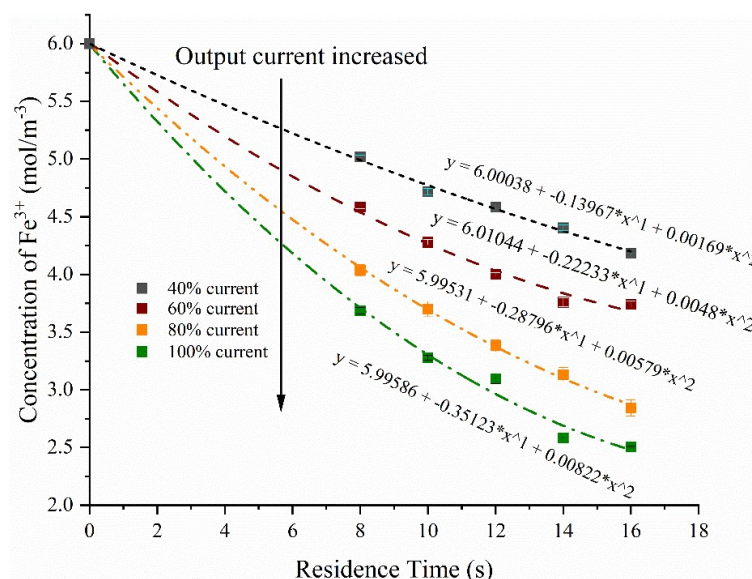 Output current increased
Concentration of Fe³⁺ (mol/m⁻³)
6.0
5.5
5.0
4.5
4.0
3.5
3.0
2.5
2.0
y = 6.00038 + -0.13967*x^1 + 0.00169*x^2
y = 6.01044 + -0.22233*x^1 + 0.0048*x^2
y = 5.99531 + -0.28796*x^1 + 0.00579*x^2
y = 5.99586 + -0.35123*x^1 + 0.00822*x^2
40% current
60% current
80% current
100% current
0 2 4 6 8 10 12 14 16 18
Residence Time (s)